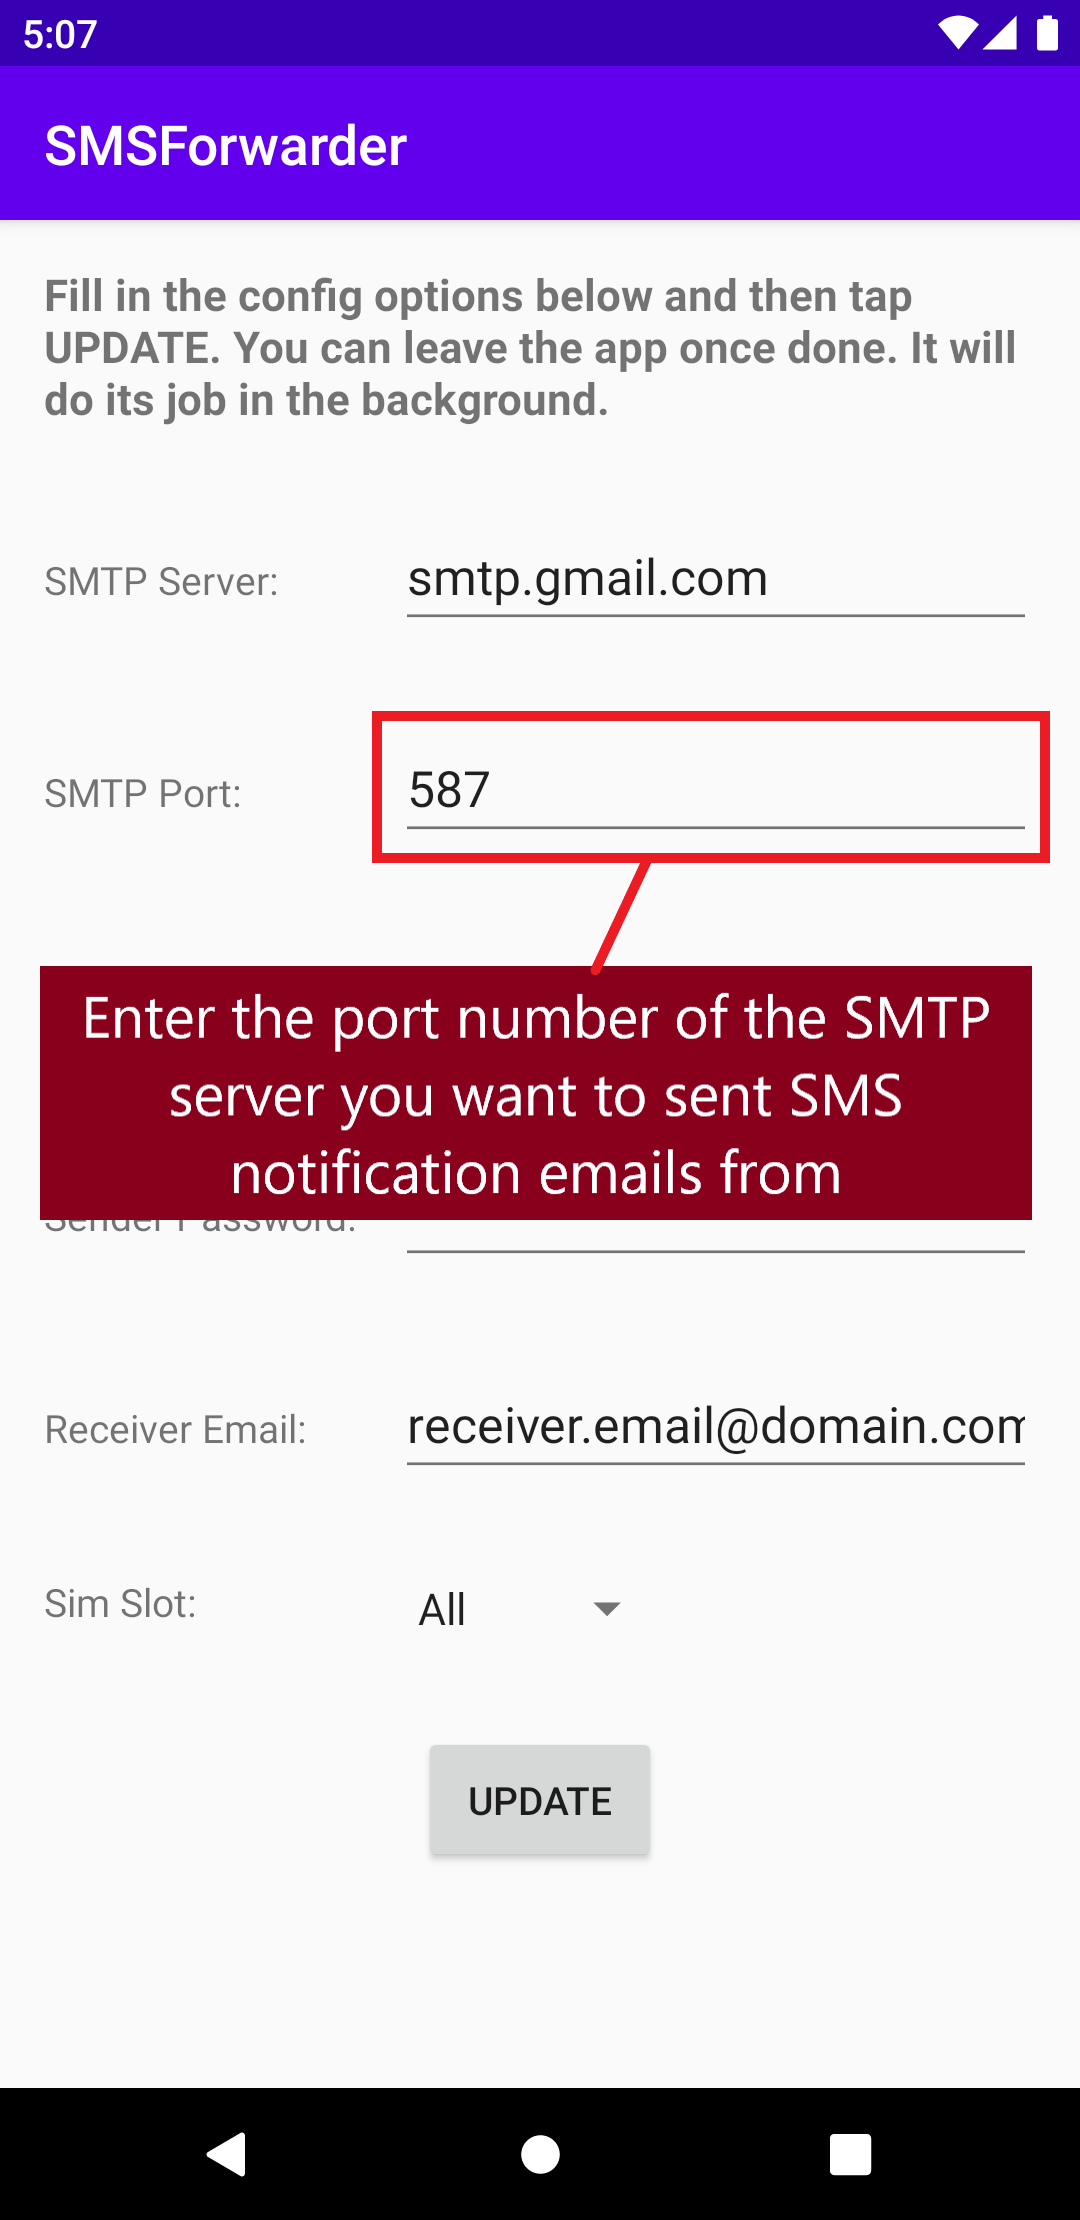 5:07
SMSForwarder
Fill in the config options below and then tap
UPDATE. You can leave the app once done. It will
do its job in the background.
SMTP Server: smtp.gmail.com
SMTP Port: 587
Enter the port number of the SMTP
server you want to sent SMS
notification emails from
Sender Password:
Receiver Email: receiver.email@domain.com
Sim Slot: All
UPDATE